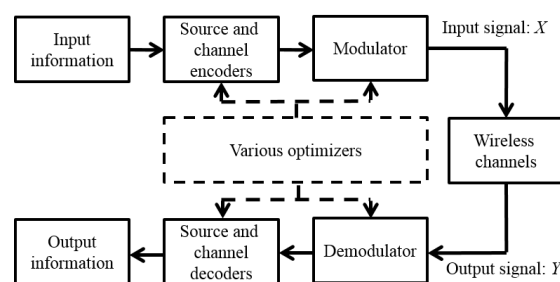 Input
information
Source and
channel
encoders
Modulator
Input signal: X
Various optimizers
Wireless
channels
Output
information
Source and
channel
decoders
Demodulator
Output signal: Y